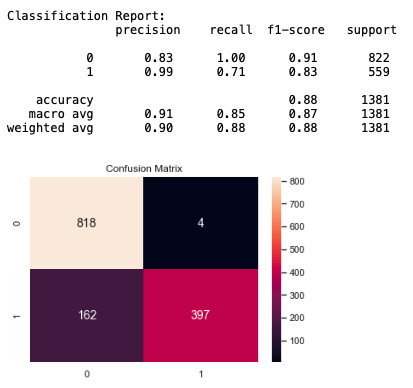 Classification Report:
precision recall f1-score support
0 0.83 1.00 0.91 822
1 0.99 0.71 0.83 559
accuracy 0.88 1381
macro avg 0.91 0.85 0.87 1381
weighted avg 0.90 0.88 0.88 1381
Confusion Matrix
800
0 818 4 700
600
500
400
1 162 397 300
200
100
0 1